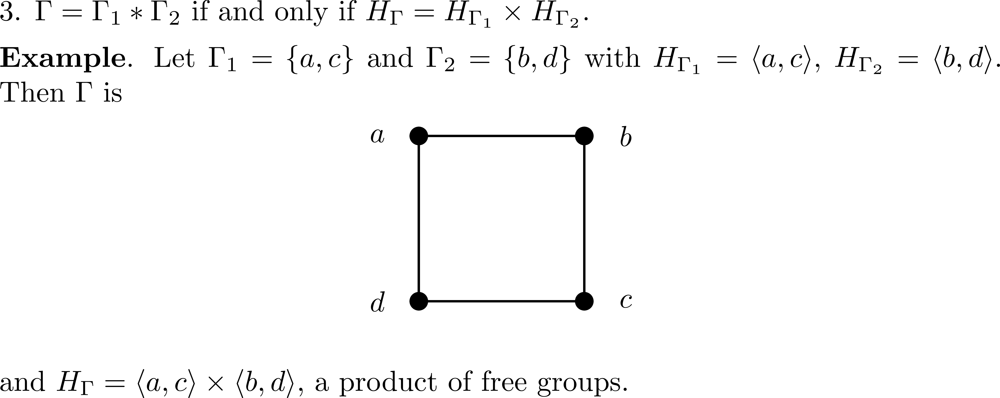 3. Γ = Γ₁ ∗ Γ₂ if and only if H_Γ = H_{Γ₁} × H_{Γ₂}.
Example. Let Γ₁ = {a, c} and Γ₂ = {b, d} with H_{Γ₁} = ⟨a, c⟩, H_{Γ₂} = ⟨b, d⟩.
Then Γ is
a b
d c
and H_Γ = ⟨a, c⟩ × ⟨b, d⟩, a product of free groups.